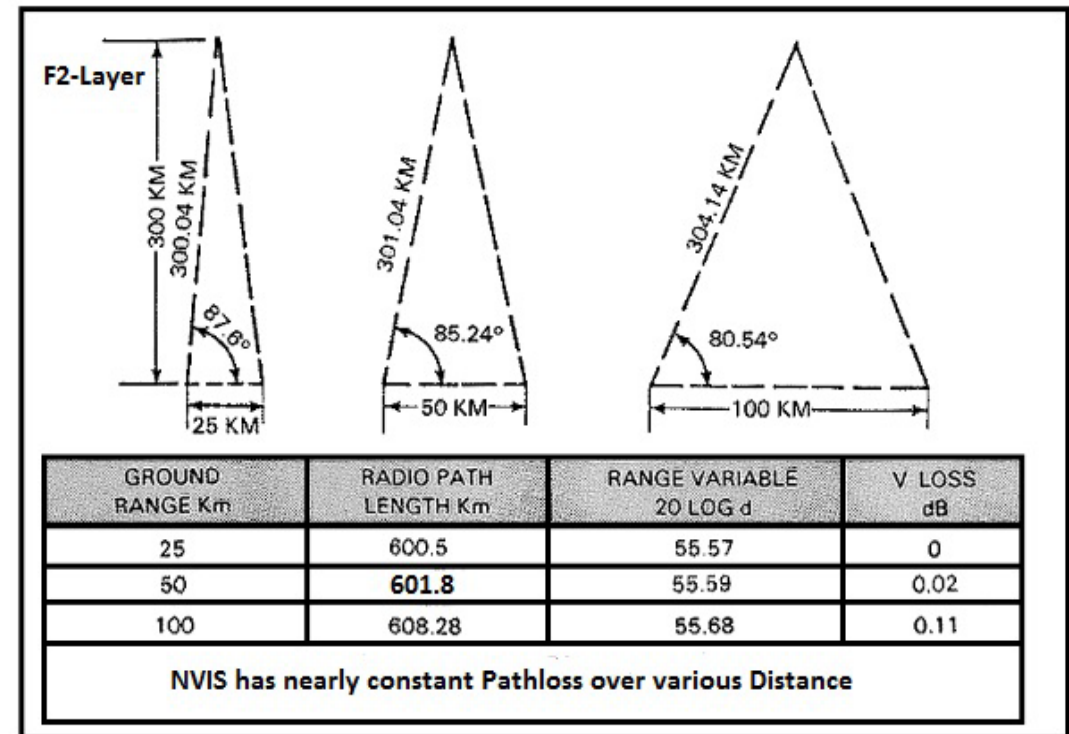 F2-Layer
300 KM
300.04 KM
87.6°
25 KM
301.04 KM
85.24°
50 KM
304.14 KM
80.54°
100 KM
GROUND RANGE Km RADIO PATH LENGTH Km RANGE VARIABLE 20 LOG d V LOSS dB
25 600.5 55.57 0
50 601.8 55.59 0.02
100 608.28 55.68 0.11
NVIS has nearly constant Pathloss over various Distance